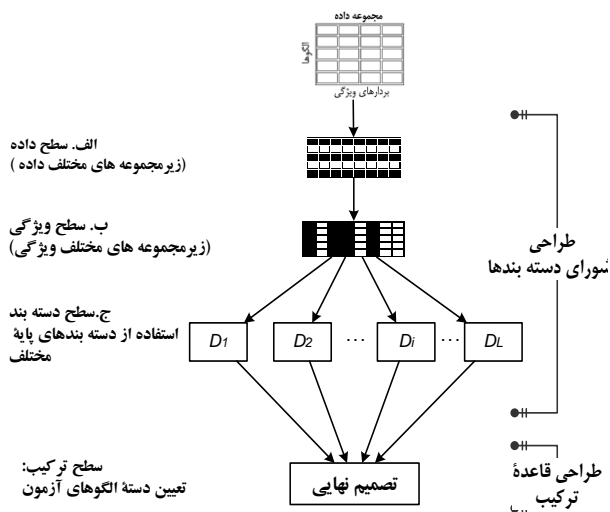 مجموعه داده
الگوها
بردارهای ویژگی
الف. سطح داده
(زیرمجموعه های مختلف داده )
ب. سطح ویژگی
(زیرمجموعه های مختلف ویژگی)
طراحی
شورای دسته بندها
ج.سطح دسته بند
استفاده از دسته بندهای پایهٔ
مختلف
D1
D2
...
Di
...
DL
سطح ترکیب:
تعیین دستهٔ الگوهای آزمون
تصمیم نهایی
طراحی قاعدهٔ
ترکیب